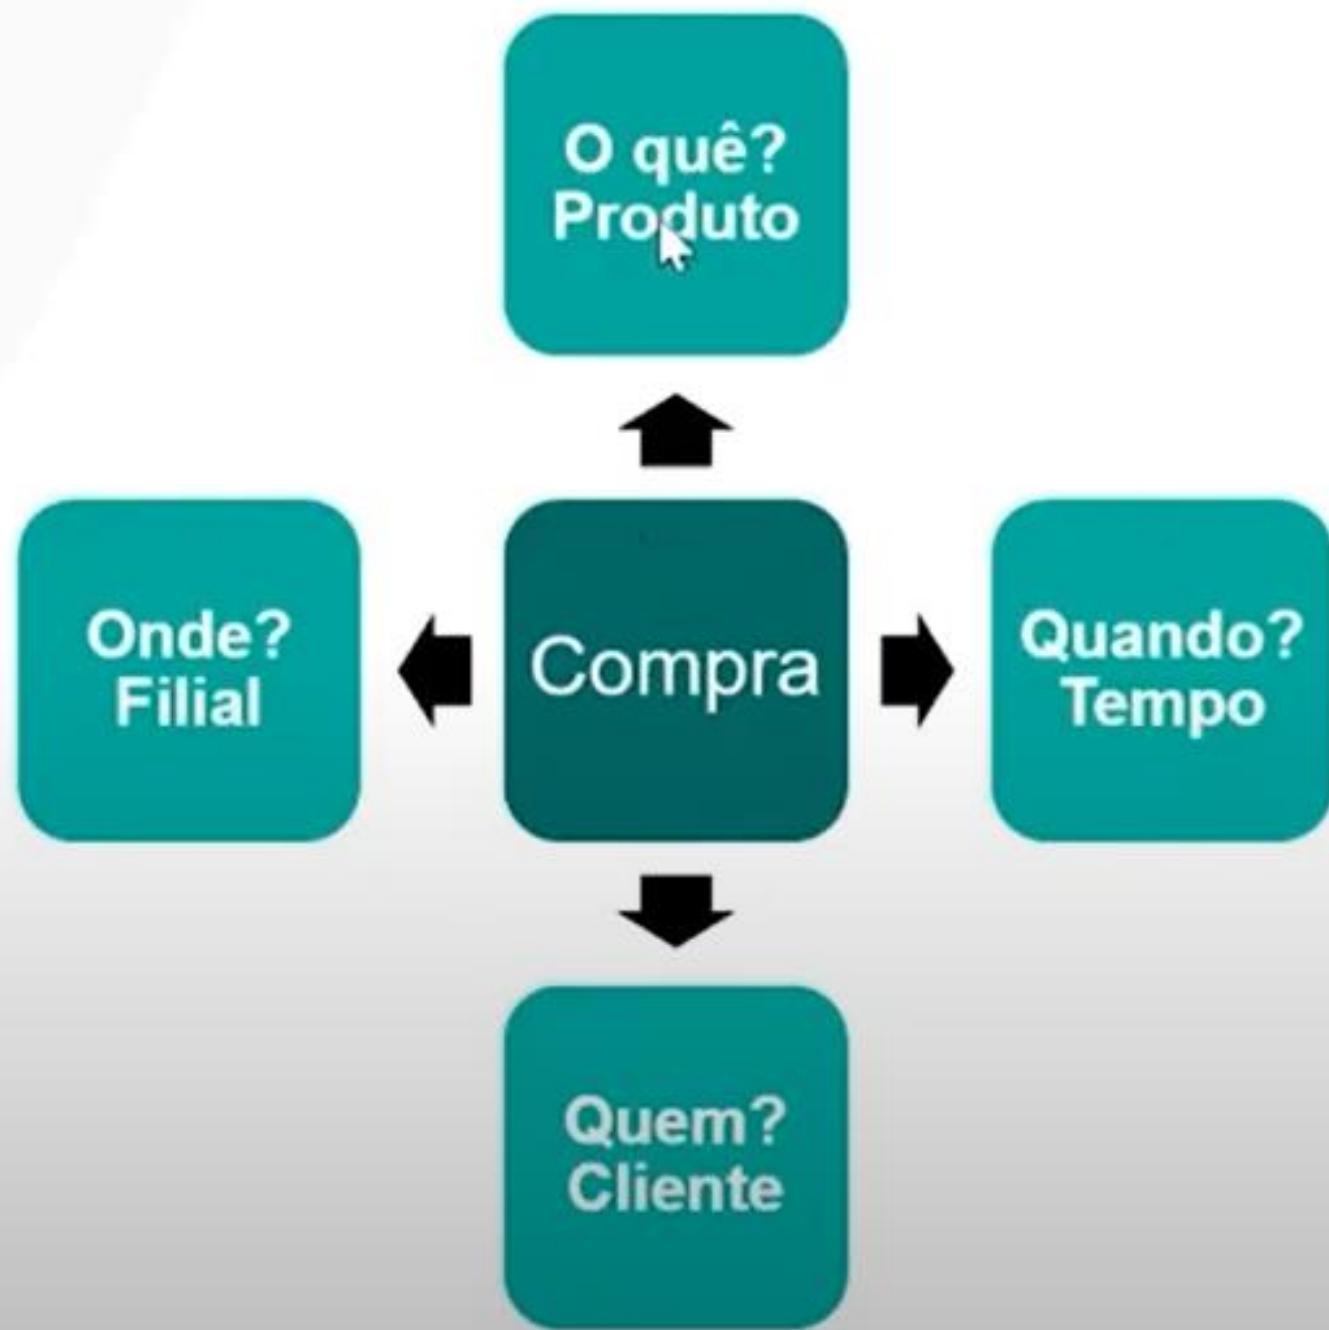 O quê?
Produto
Onde?
Filial
Compra
Quando?
Tempo
Quem?
Cliente